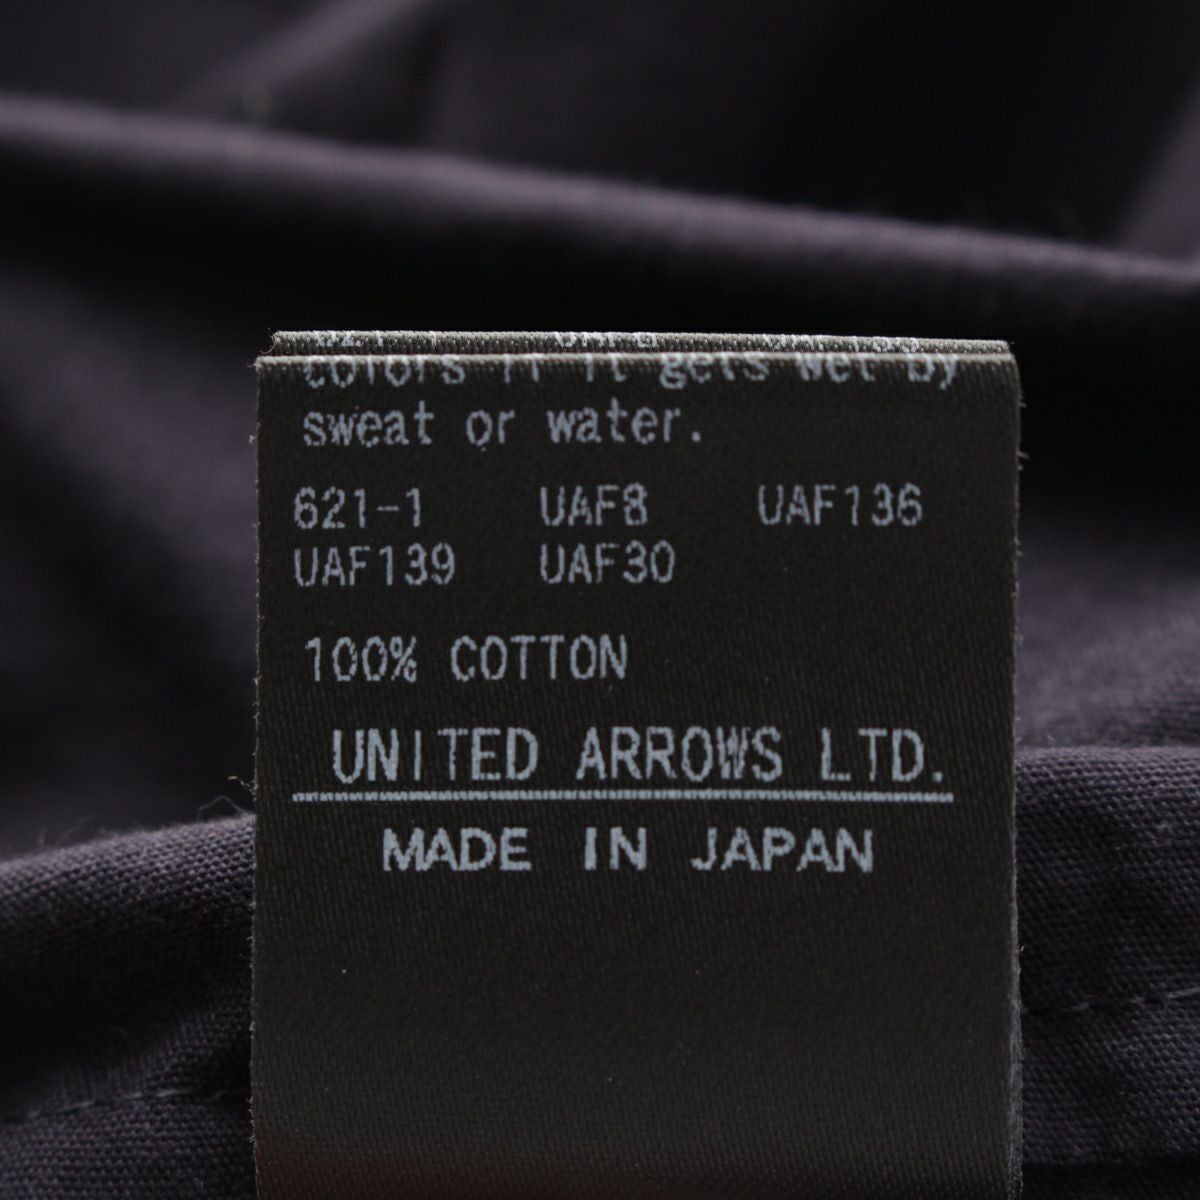 colors if it gets wet by
sweat or water.
621-1 UAF8 UAF136
UAF139 UAF30
100% COTTON
UNITED ARROWS LTD.
MADE IN JAPAN